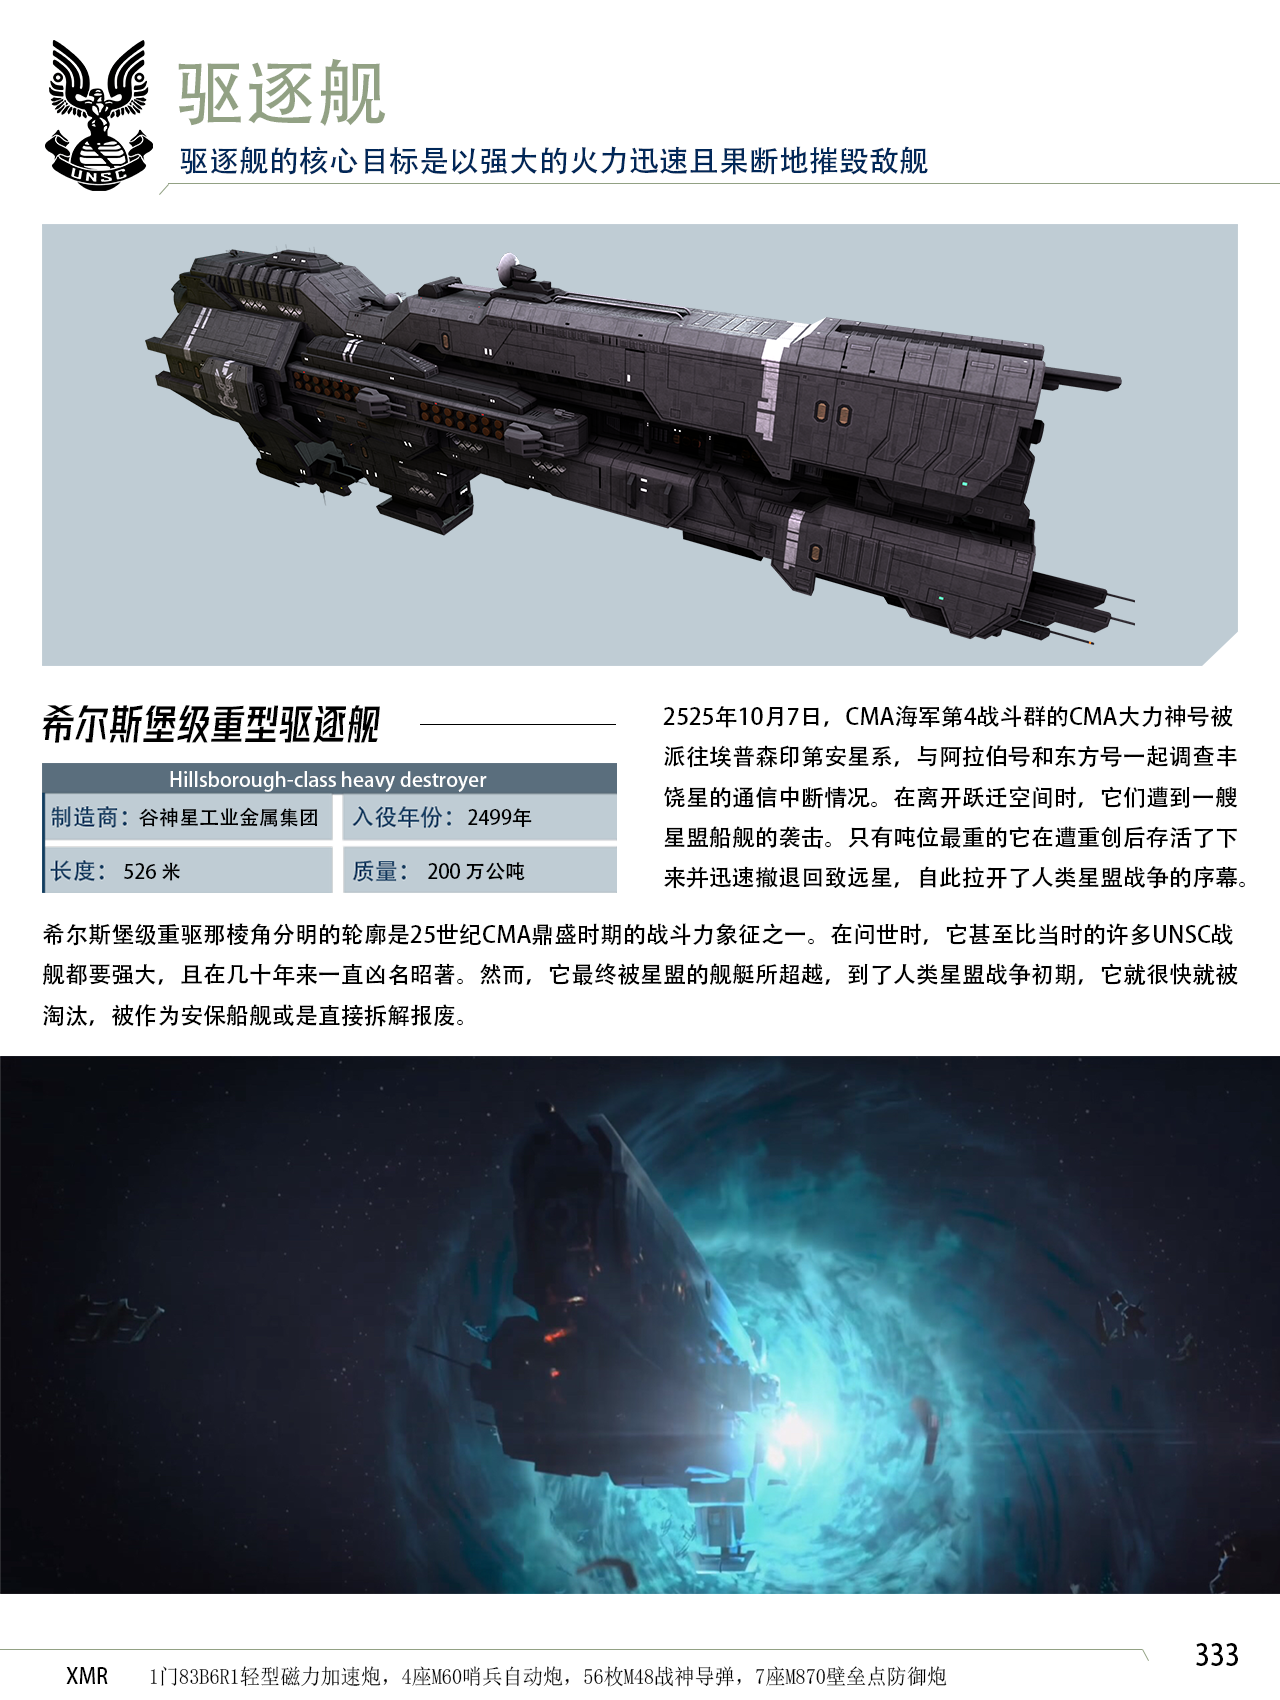 UNSC
驱逐舰
驱逐舰的核心目标是以强大的火力迅速且果断地摧毁敌舰
希尔斯堡级重型驱逐舰
Hillsborough-class heavy destroyer
制造商：谷神星工业金属集团
入役年份：2499年
长度：526 米
质量：200 万公吨
2525年10月7日，CMA海军第4战斗群的CMA大力神号被
派往埃普森印第安星系，与阿拉伯号和东方号一起调查丰
饶星的通信中断情况。在离开跃迁空间时，它们遭到一艘
星盟船舰的袭击。只有吨位最重的它在遭重创后存活了下
来并迅速撤退回致远星，自此拉开了人类星盟战争的序幕。
希尔斯堡级重驱那棱角分明的轮廓是25世纪CMA鼎盛时期的战斗力象征之一。在问世时，它甚至比当时的许多UNSC战
舰都要强大，且在几十年来一直凶名昭著。然而，它最终被星盟的舰艇所超越，到了人类星盟战争初期，它就很快就被
淘汰，被作为安保船舰或是直接拆解报废。
333
XMR 1门83B6R1轻型磁力加速炮，4座M60哨兵自动炮，56枚M48战神导弹，7座M870壁垒点防御炮